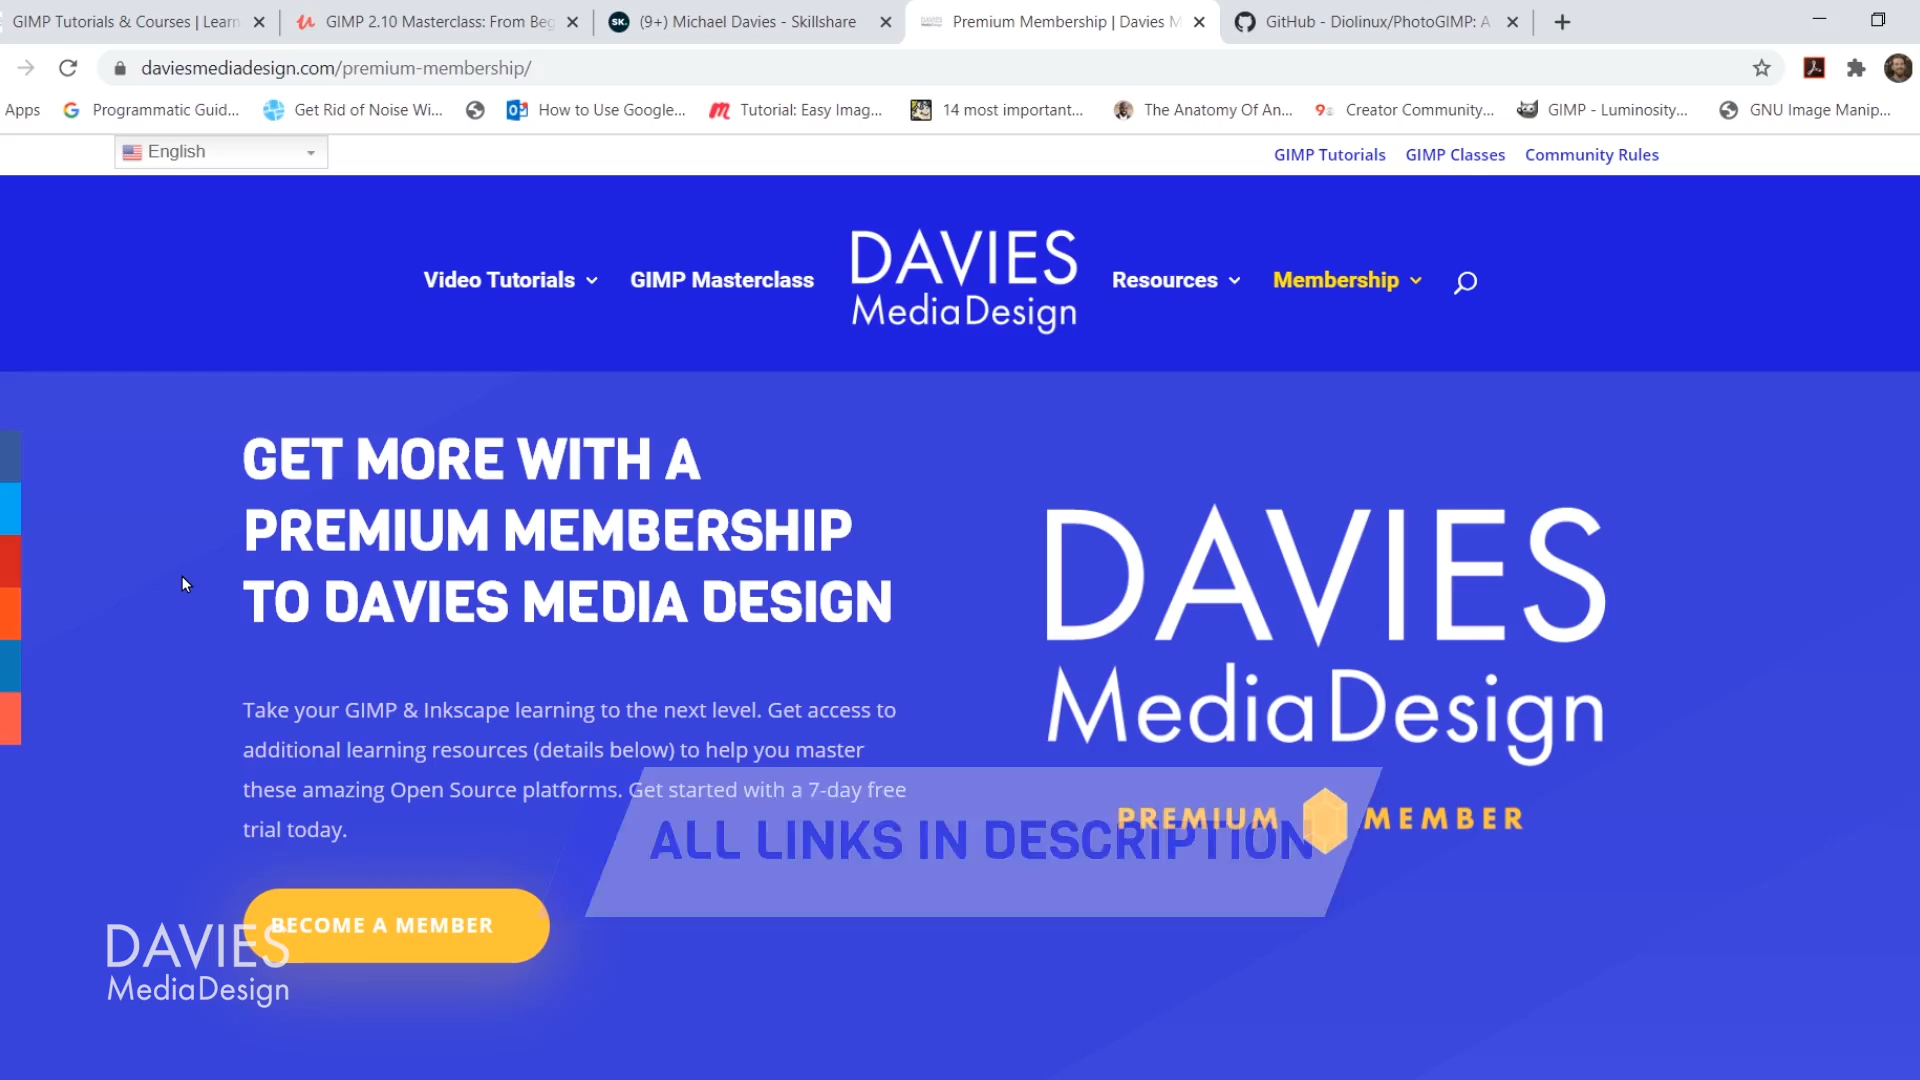 GIMP Tutorials & Courses | Learn
GIMP 2.10 Masterclass: From Beg
(9+) Michael Davies - Skillshare
Premium Membership | Davies M
GitHub - Diolinux/PhotoGIMP: A
daviesmediadesign.com/premium-membership/
Apps
Programmatic Guid...
Get Rid of Noise Wi...
How to Use Google...
Tutorial: Easy Imag...
14 most important...
The Anatomy Of An...
Creator Community...
GIMP - Luminosity...
GNU Image Manip...
English
GIMP Tutorials
GIMP Classes
Community Rules
Video Tutorials
GIMP Masterclass
DAVIES
MediaDesign
Resources
Membership
GET MORE WITH A
PREMIUM MEMBERSHIP
TO DAVIES MEDIA DESIGN
Take your GIMP & Inkscape learning to the next level. Get access to
additional learning resources (details below) to help you master
these amazing Open Source platforms. Get started with a 7-day free
trial today.
BECOME A MEMBER
DAVIES
MediaDesign
PREMIUM MEMBER
ALL LINKS IN DESCRIPTION
DAVIES
MediaDesign